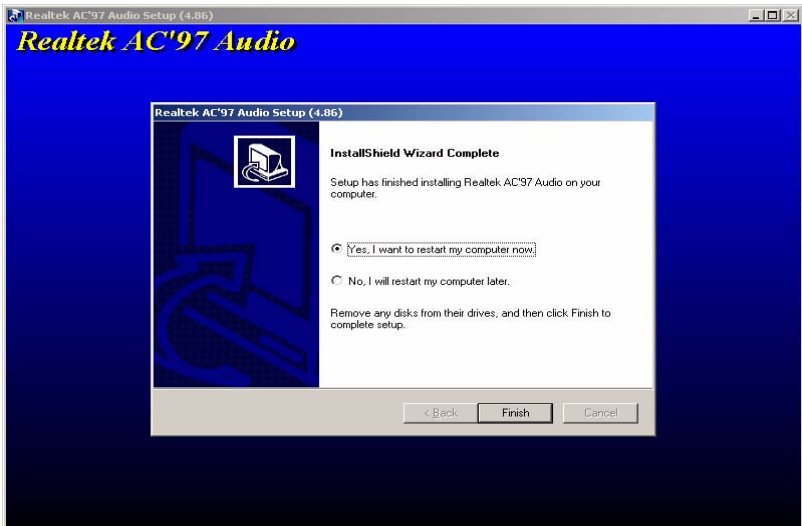 Realtek AC'97 Audio Setup (4.86)
Realtek AC'97 Audio
Realtek AC'97 Audio Setup (4.86)
InstallShield Wizard Complete
Setup has finished installing Realtek AC'97 Audio on your
computer.
Yes, I want to restart my computer now.
No, I will restart my computer later.
Remove any disks from their drives, and then click Finish to
complete setup.
< Back Finish Cancel